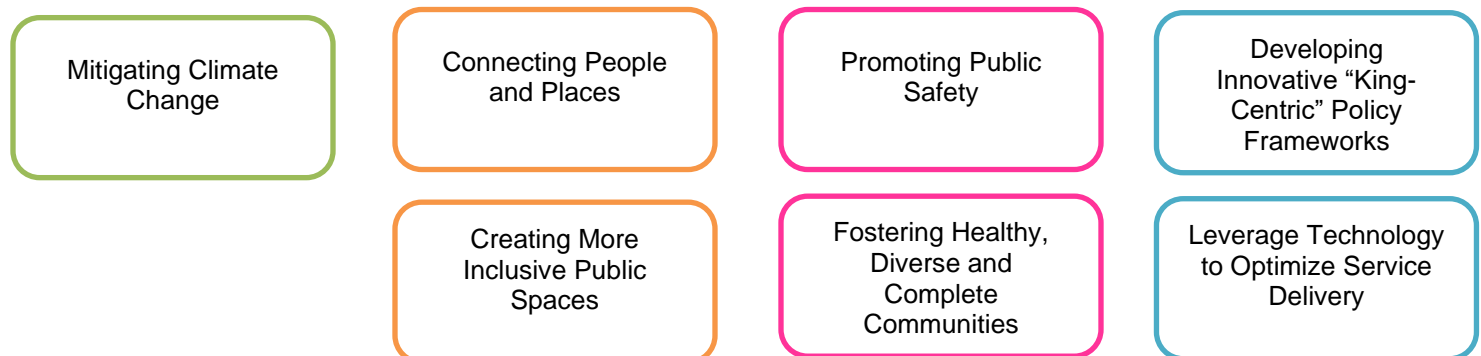 Mitigating Climate
Change
Connecting People
and Places
Promoting Public
Safety
Developing
Innovative “King-
Centric” Policy
Frameworks
Creating More
Inclusive Public
Spaces
Fostering Healthy,
Diverse and
Complete
Communities
Leverage Technology
to Optimize Service
Delivery